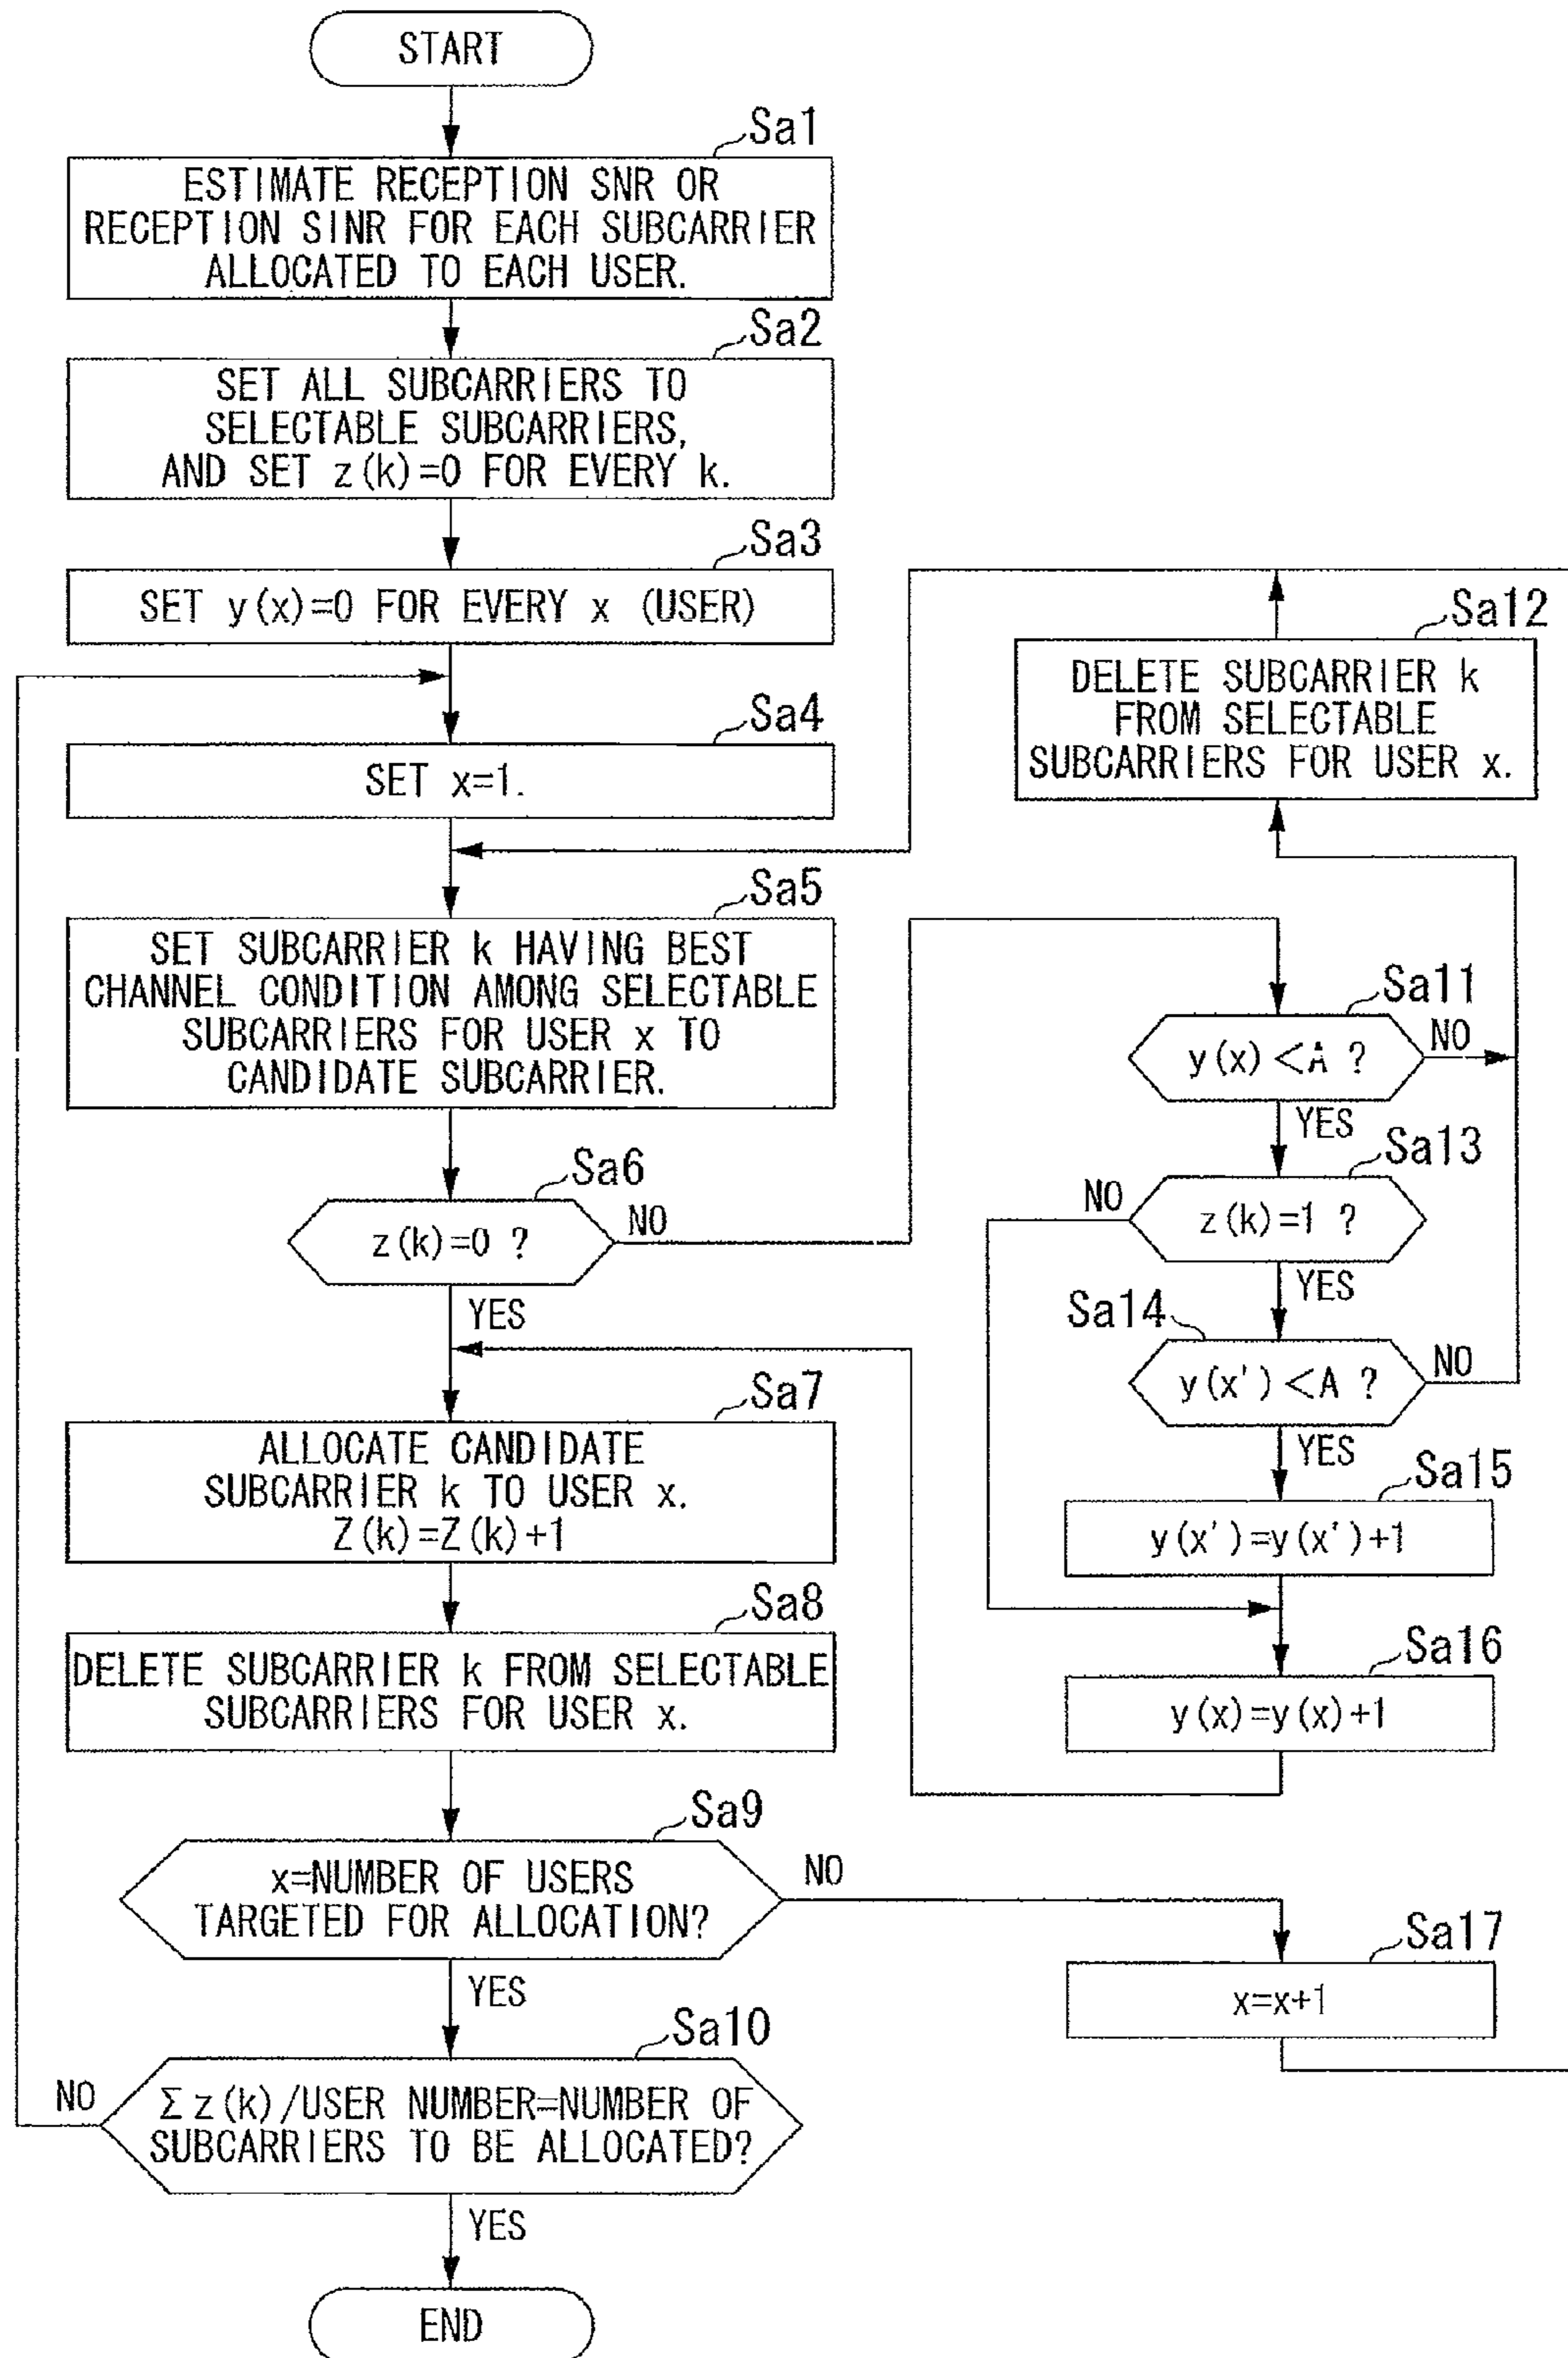 START
Sa1
ESTIMATE RECEPTION SNR OR
RECEPTION SINR FOR EACH SUBCARRIER
ALLOCATED TO EACH USER.
Sa2
SET ALL SUBCARRIERS TO
SELECTABLE SUBCARRIERS,
AND SET z(k)=0 FOR EVERY k.
Sa3
SET y(x)=0 FOR EVERY x (USER)
Sa4
SET x=1.
Sa5
SET SUBCARRIER k HAVING BEST
CHANNEL CONDITION AMONG SELECTABLE
SUBCARRIERS FOR USER x TO
CANDIDATE SUBCARRIER.
Sa6
z(k)=0 ?
NO
YES
Sa7
ALLOCATE CANDIDATE
SUBCARRIER k TO USER x.
Z(k)=Z(k)+1
Sa8
DELETE SUBCARRIER k FROM SELECTABLE
SUBCARRIERS FOR USER x.
Sa9
x=NUMBER OF USERS
TARGETED FOR ALLOCATION?
NO
YES
Sa10
Σz(k)/USER NUMBER=NUMBER OF
SUBCARRIERS TO BE ALLOCATED?
NO
YES
END
Sa12
DELETE SUBCARRIER k
FROM SELECTABLE
SUBCARRIERS FOR USER x.
Sa11
y(x)<A ?
NO
YES
Sa13
z(k)=1 ?
NO
YES
Sa14
y(x')<A ?
NO
YES
Sa15
y(x')=y(x')+1
Sa16
y(x)=y(x)+1
Sa17
x=x+1